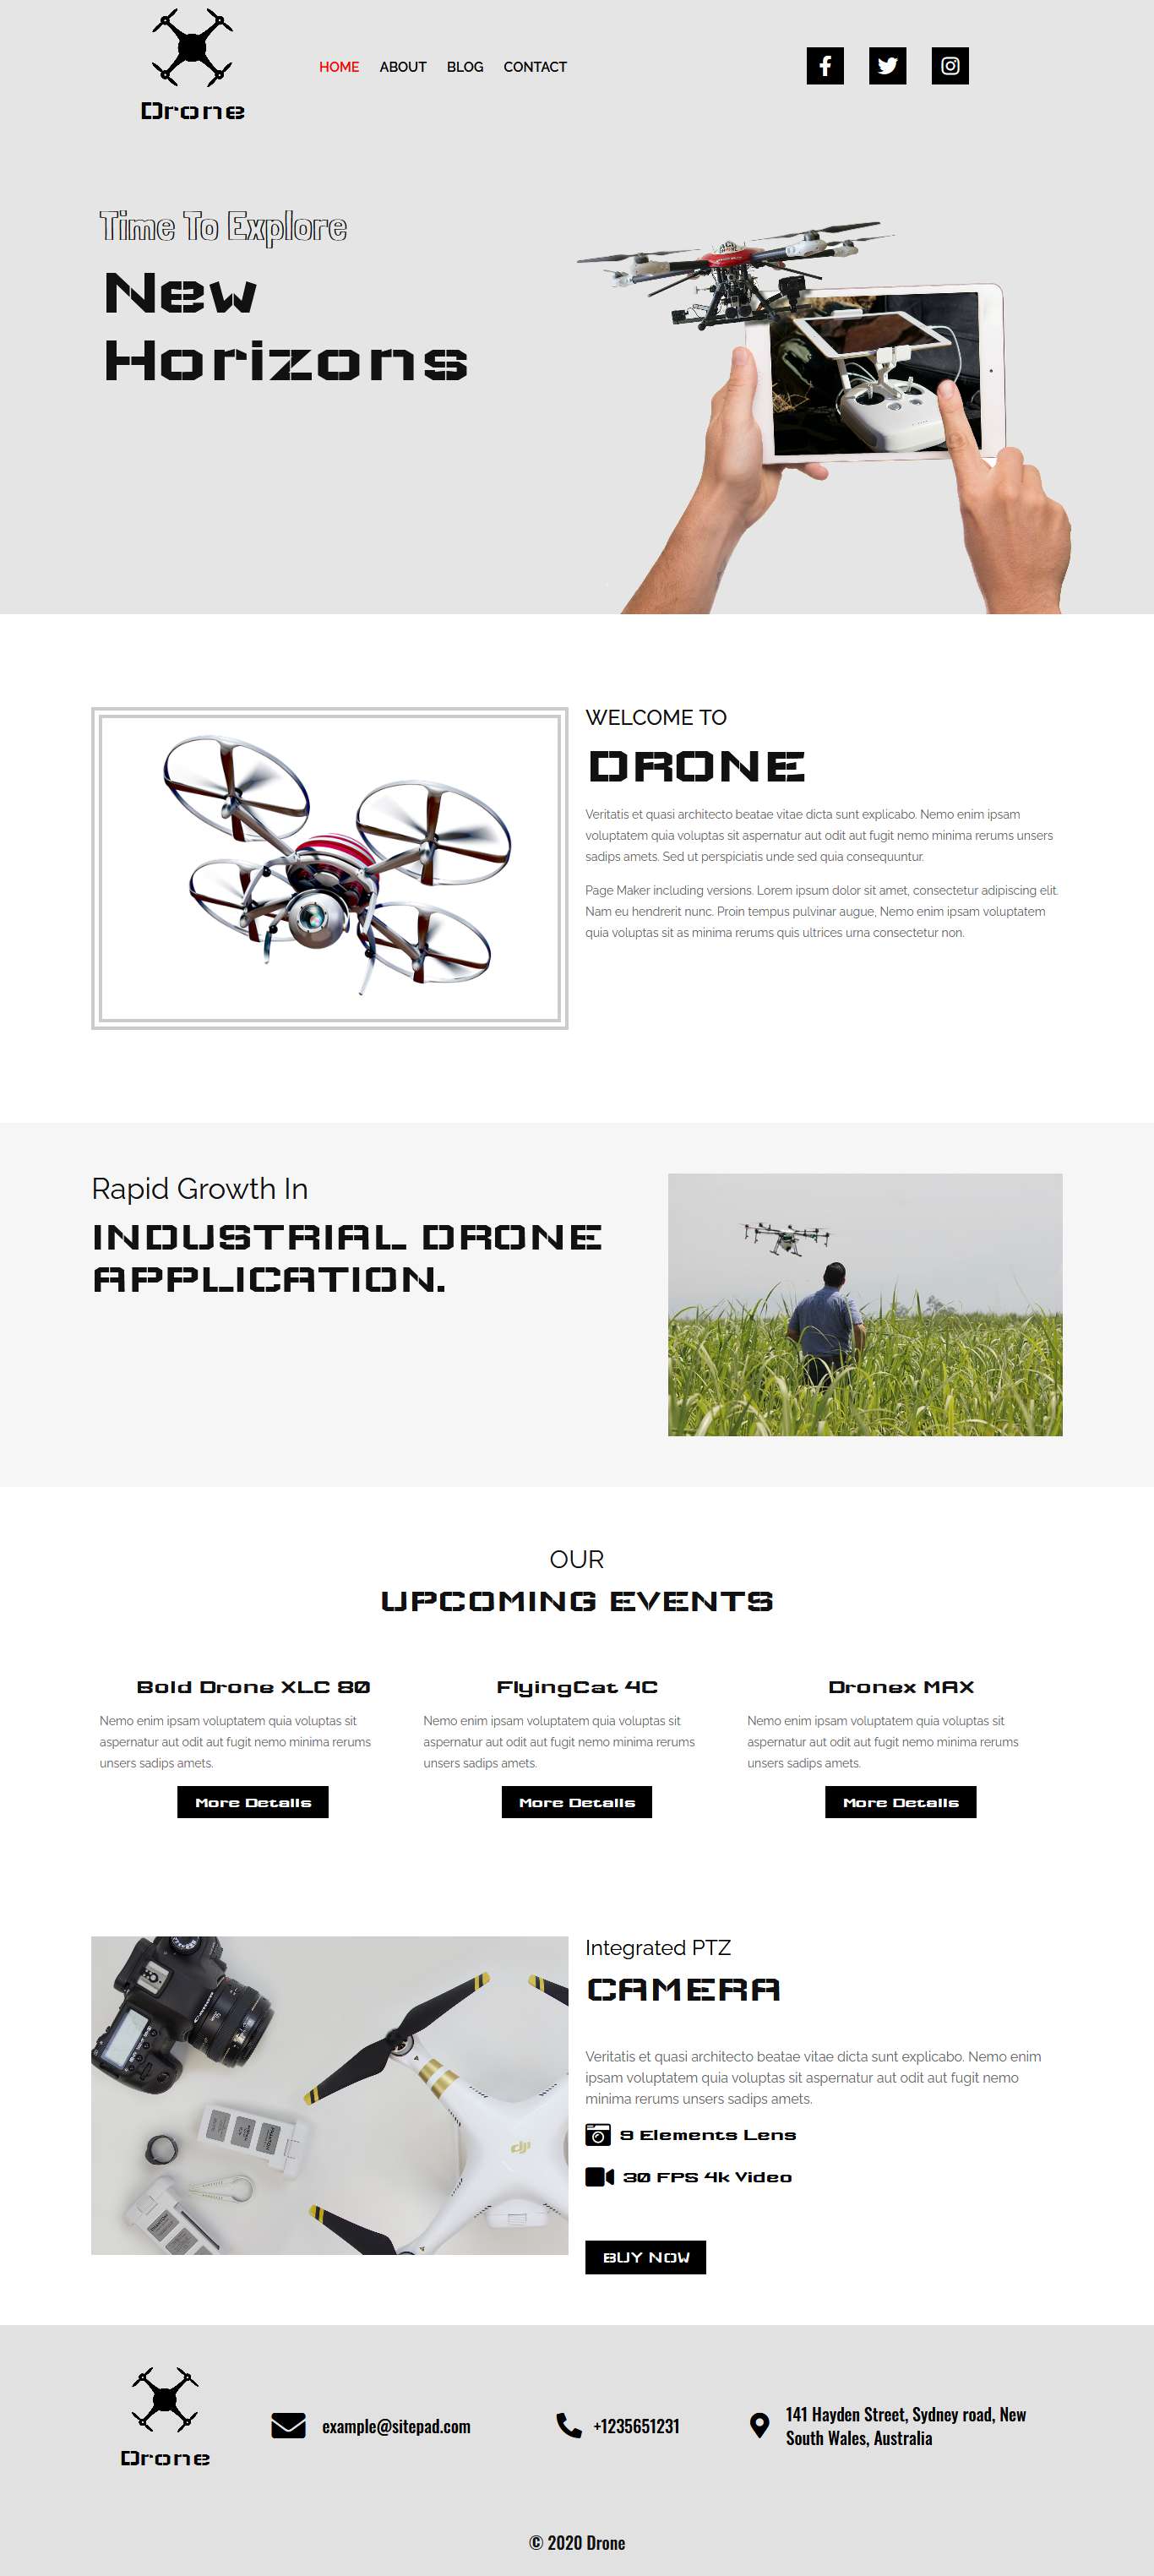 Drone
HOME ABOUT BLOG CONTACT
Time To Explore
New
Horizons
WELCOME TO
DRONE
Veritatis et quasi architecto beatae vitae dicta sunt explicabo. Nemo enim ipsam
voluptatem quia voluptas sit aspernatur aut odit aut fugit nemo minima rerums unsers
sadips amets. Sed ut perspiciatis unde sed quia consequuntur.
Page Maker including versions. Lorem ipsum dolor sit amet, consectetur adipiscing elit.
Nam eu hendrerit nunc. Proin tempus pulvinar augue, Nemo enim ipsam voluptatem
quia voluptas sit as minima rerums quis ultrices urna consectetur non.
Rapid Growth In
INDUSTRIAL DRONE
APPLICATION.
OUR
UPCOMING EVENTS
Bold Drone XLC 80
Nemo enim ipsam voluptatem quia voluptas sit
aspernatur aut odit aut fugit nemo minima rerums
unsers sadips amets.
More Details
FlyingCat 4C
Nemo enim ipsam voluptatem quia voluptas sit
aspernatur aut odit aut fugit nemo minima rerums
unsers sadips amets.
More Details
Dronex MAX
Nemo enim ipsam voluptatem quia voluptas sit
aspernatur aut odit aut fugit nemo minima rerums
unsers sadips amets.
More Details
dji
Integrated PTZ
CAMERA
Veritatis et quasi architecto beatae vitae dicta sunt explicabo. Nemo enim
ipsam voluptatem quia voluptas sit aspernatur aut odit aut fugit nemo
minima rerums unsers sadips amets.
9 Elements Lens
30 FPS 4k Video
BUY NOW
Drone
example@sitepad.com
+1235651231
141 Hayden Street, Sydney road, New
South Wales, Australia
© 2020 Drone